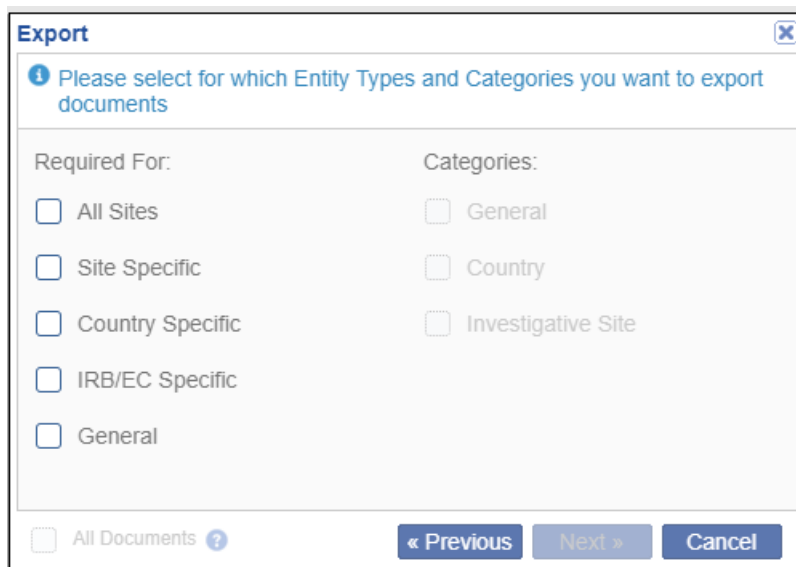 Export
Please select for which Entity Types and Categories you want to export
documents
Required For:
Categories:
All Sites
General
Site Specific
Country
Country Specific
Investigative Site
IRB/EC Specific
General
All Documents ?
« Previous
Next »
Cancel